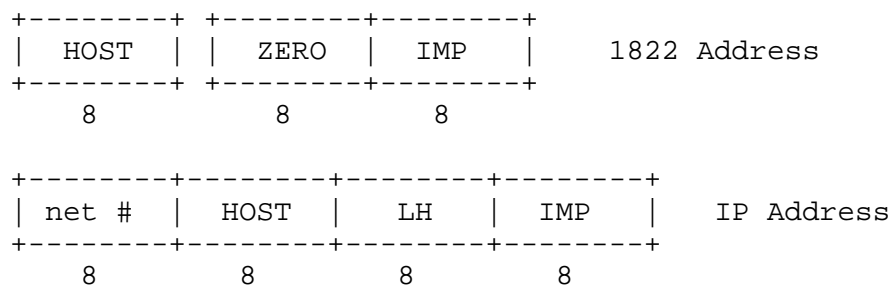 +--------+ +--------+--------+
| HOST | | ZERO | IMP | 1822 Address
+--------+ +--------+--------+
8 8 8
+--------+--------+--------+--------+
| net # | HOST | LH | IMP | IP Address
+--------+--------+--------+--------+
8 8 8 8